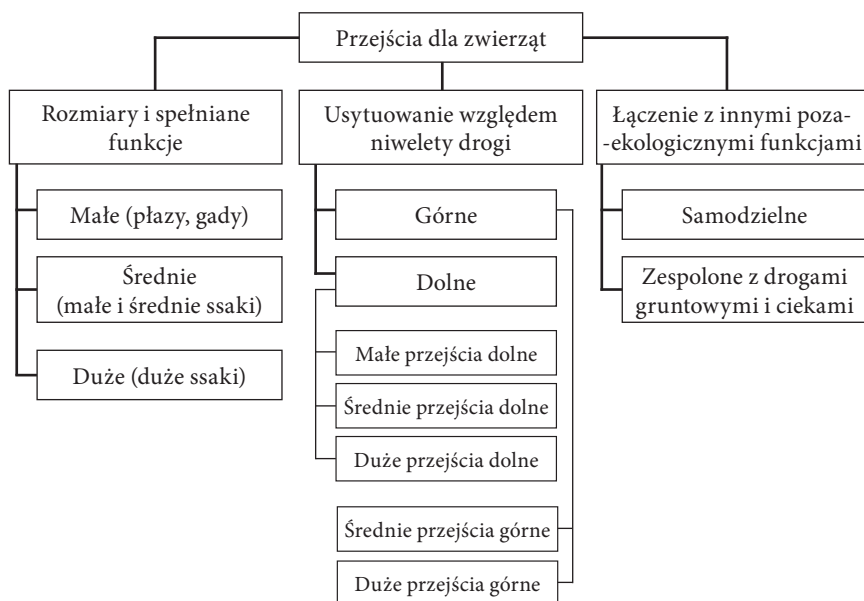 Przejścia dla zwierząt
Rozmiary i spełniane
funkcje
Małe (płazy, gady)
Średnie
(małe i średnie ssaki)
Duże (duże ssaki)
Usytuowanie względem
niwelety drogi
Górne
Dolne
Małe przejścia dolne
Średnie przejścia dolne
Duże przejścia dolne
Średnie przejścia górne
Duże przejścia górne
Łączenie z innymi poza-
-ekologicznymi funkcjami
Samodzielne
Zespolone z drogami
gruntowymi i ciekami